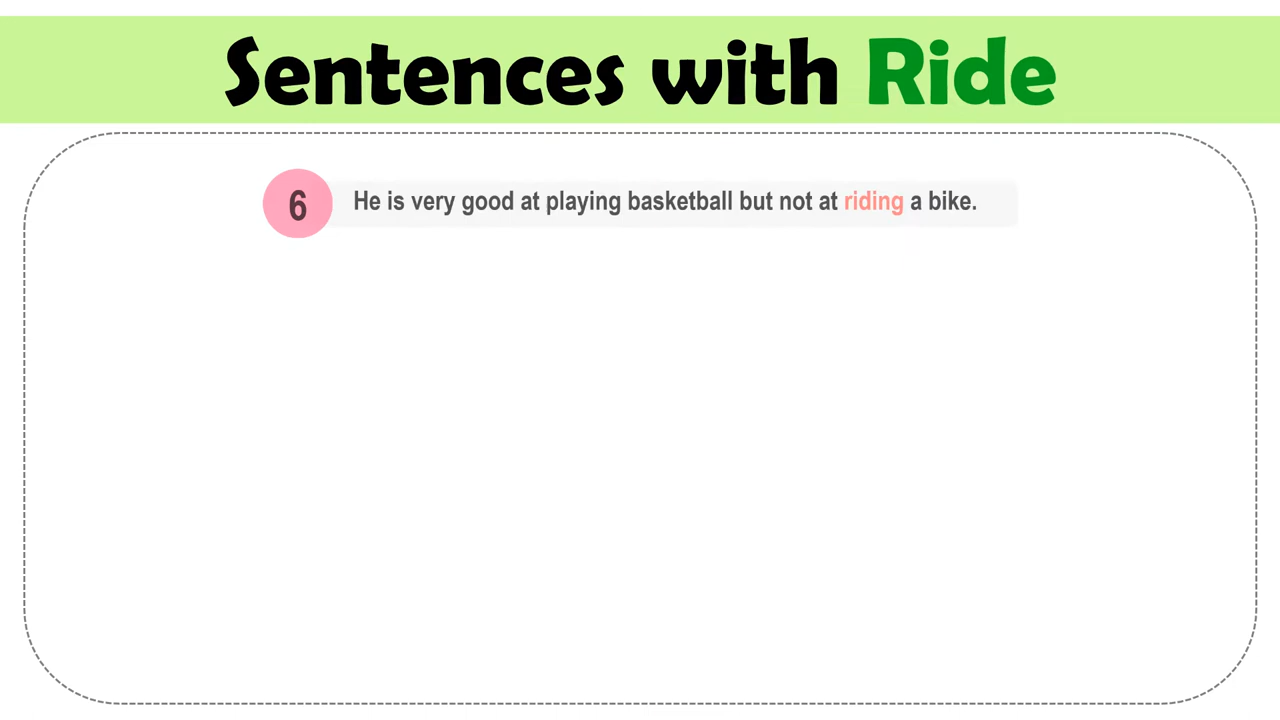 Sentences with Ride
6
He is very good at playing basketball but not at riding a bike.